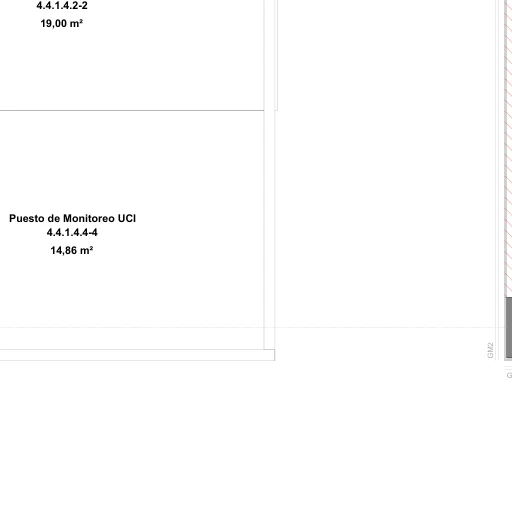 4.4.1.4.2-2
19,00 m²
Puesto de Monitoreo UCI
4.4.1.4.4-4
14,86 m²
GM2
G